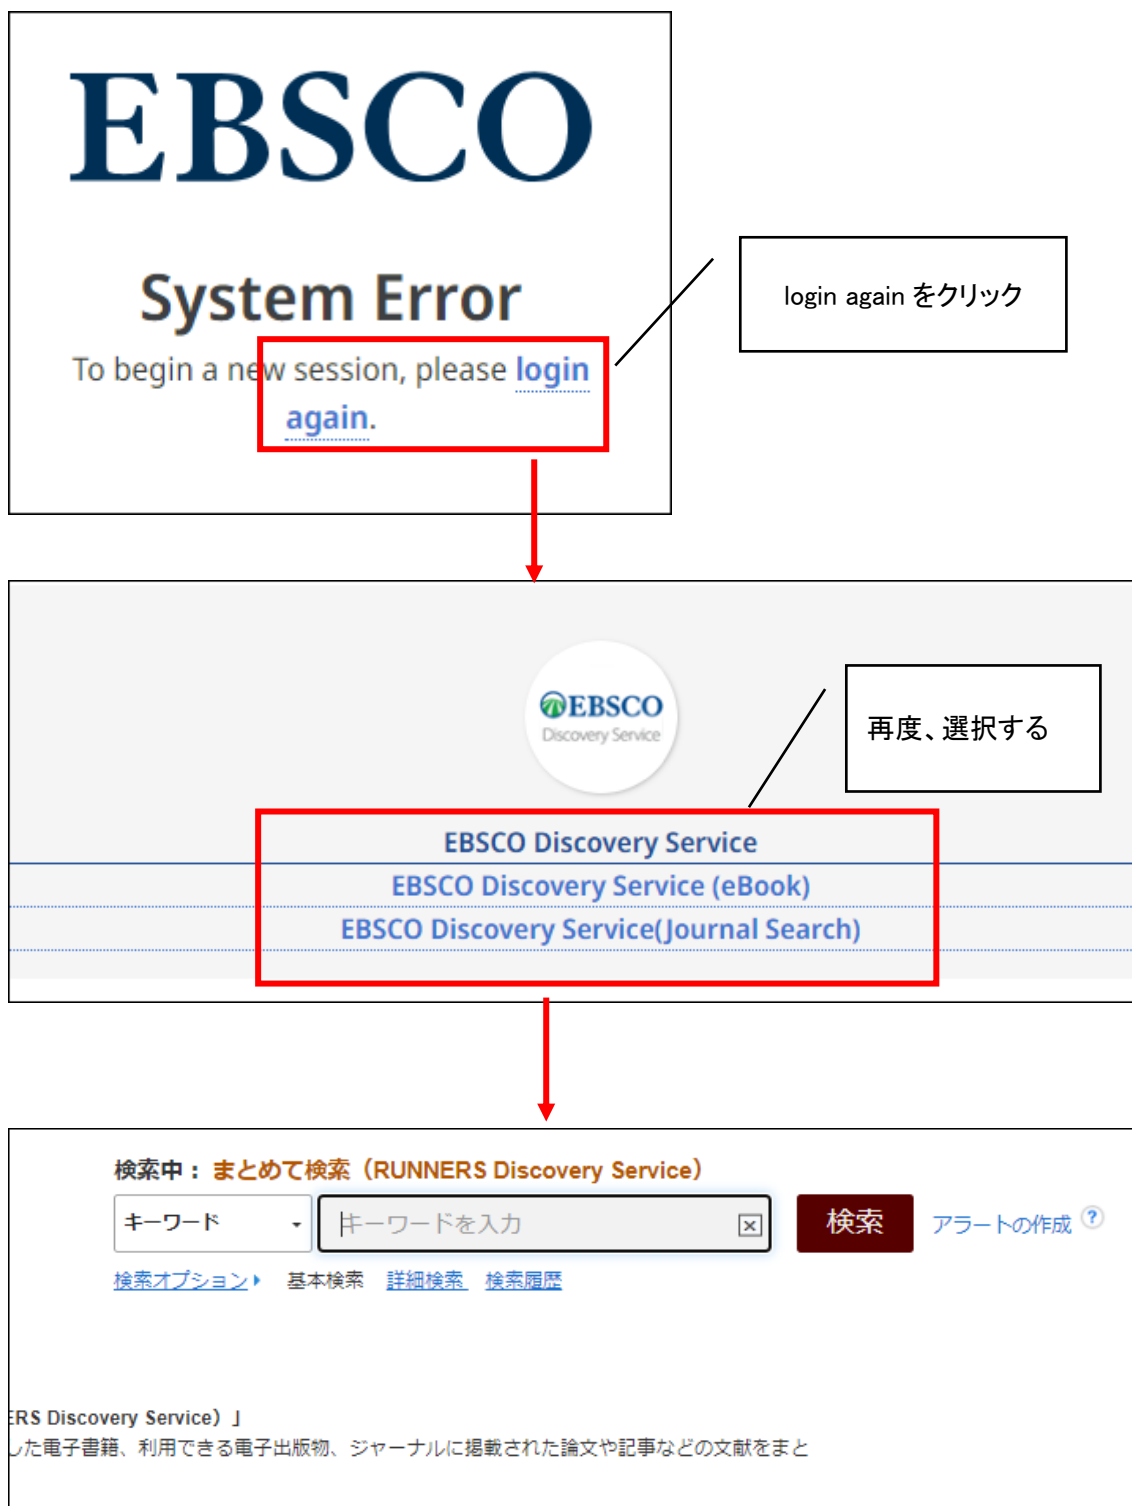 EBSCO
System Error
login again をクリック
To begin a new session, please login
again.
EBSCO
Discovery Service
再度、選択する
EBSCO Discovery Service
EBSCO Discovery Service (eBook)
EBSCO Discovery Service(Journal Search)
検索中：まとめて検索（RUNNERS Discovery Service）
キーワード キーワードを入力 検索 アラートの作成 ?
検索オプション 基本検索 詳細検索 検索履歴
ERS Discovery Service）」
した電子書籍、利用できる電子出版物、ジャーナルに掲載された論文や記事などの文献をまと